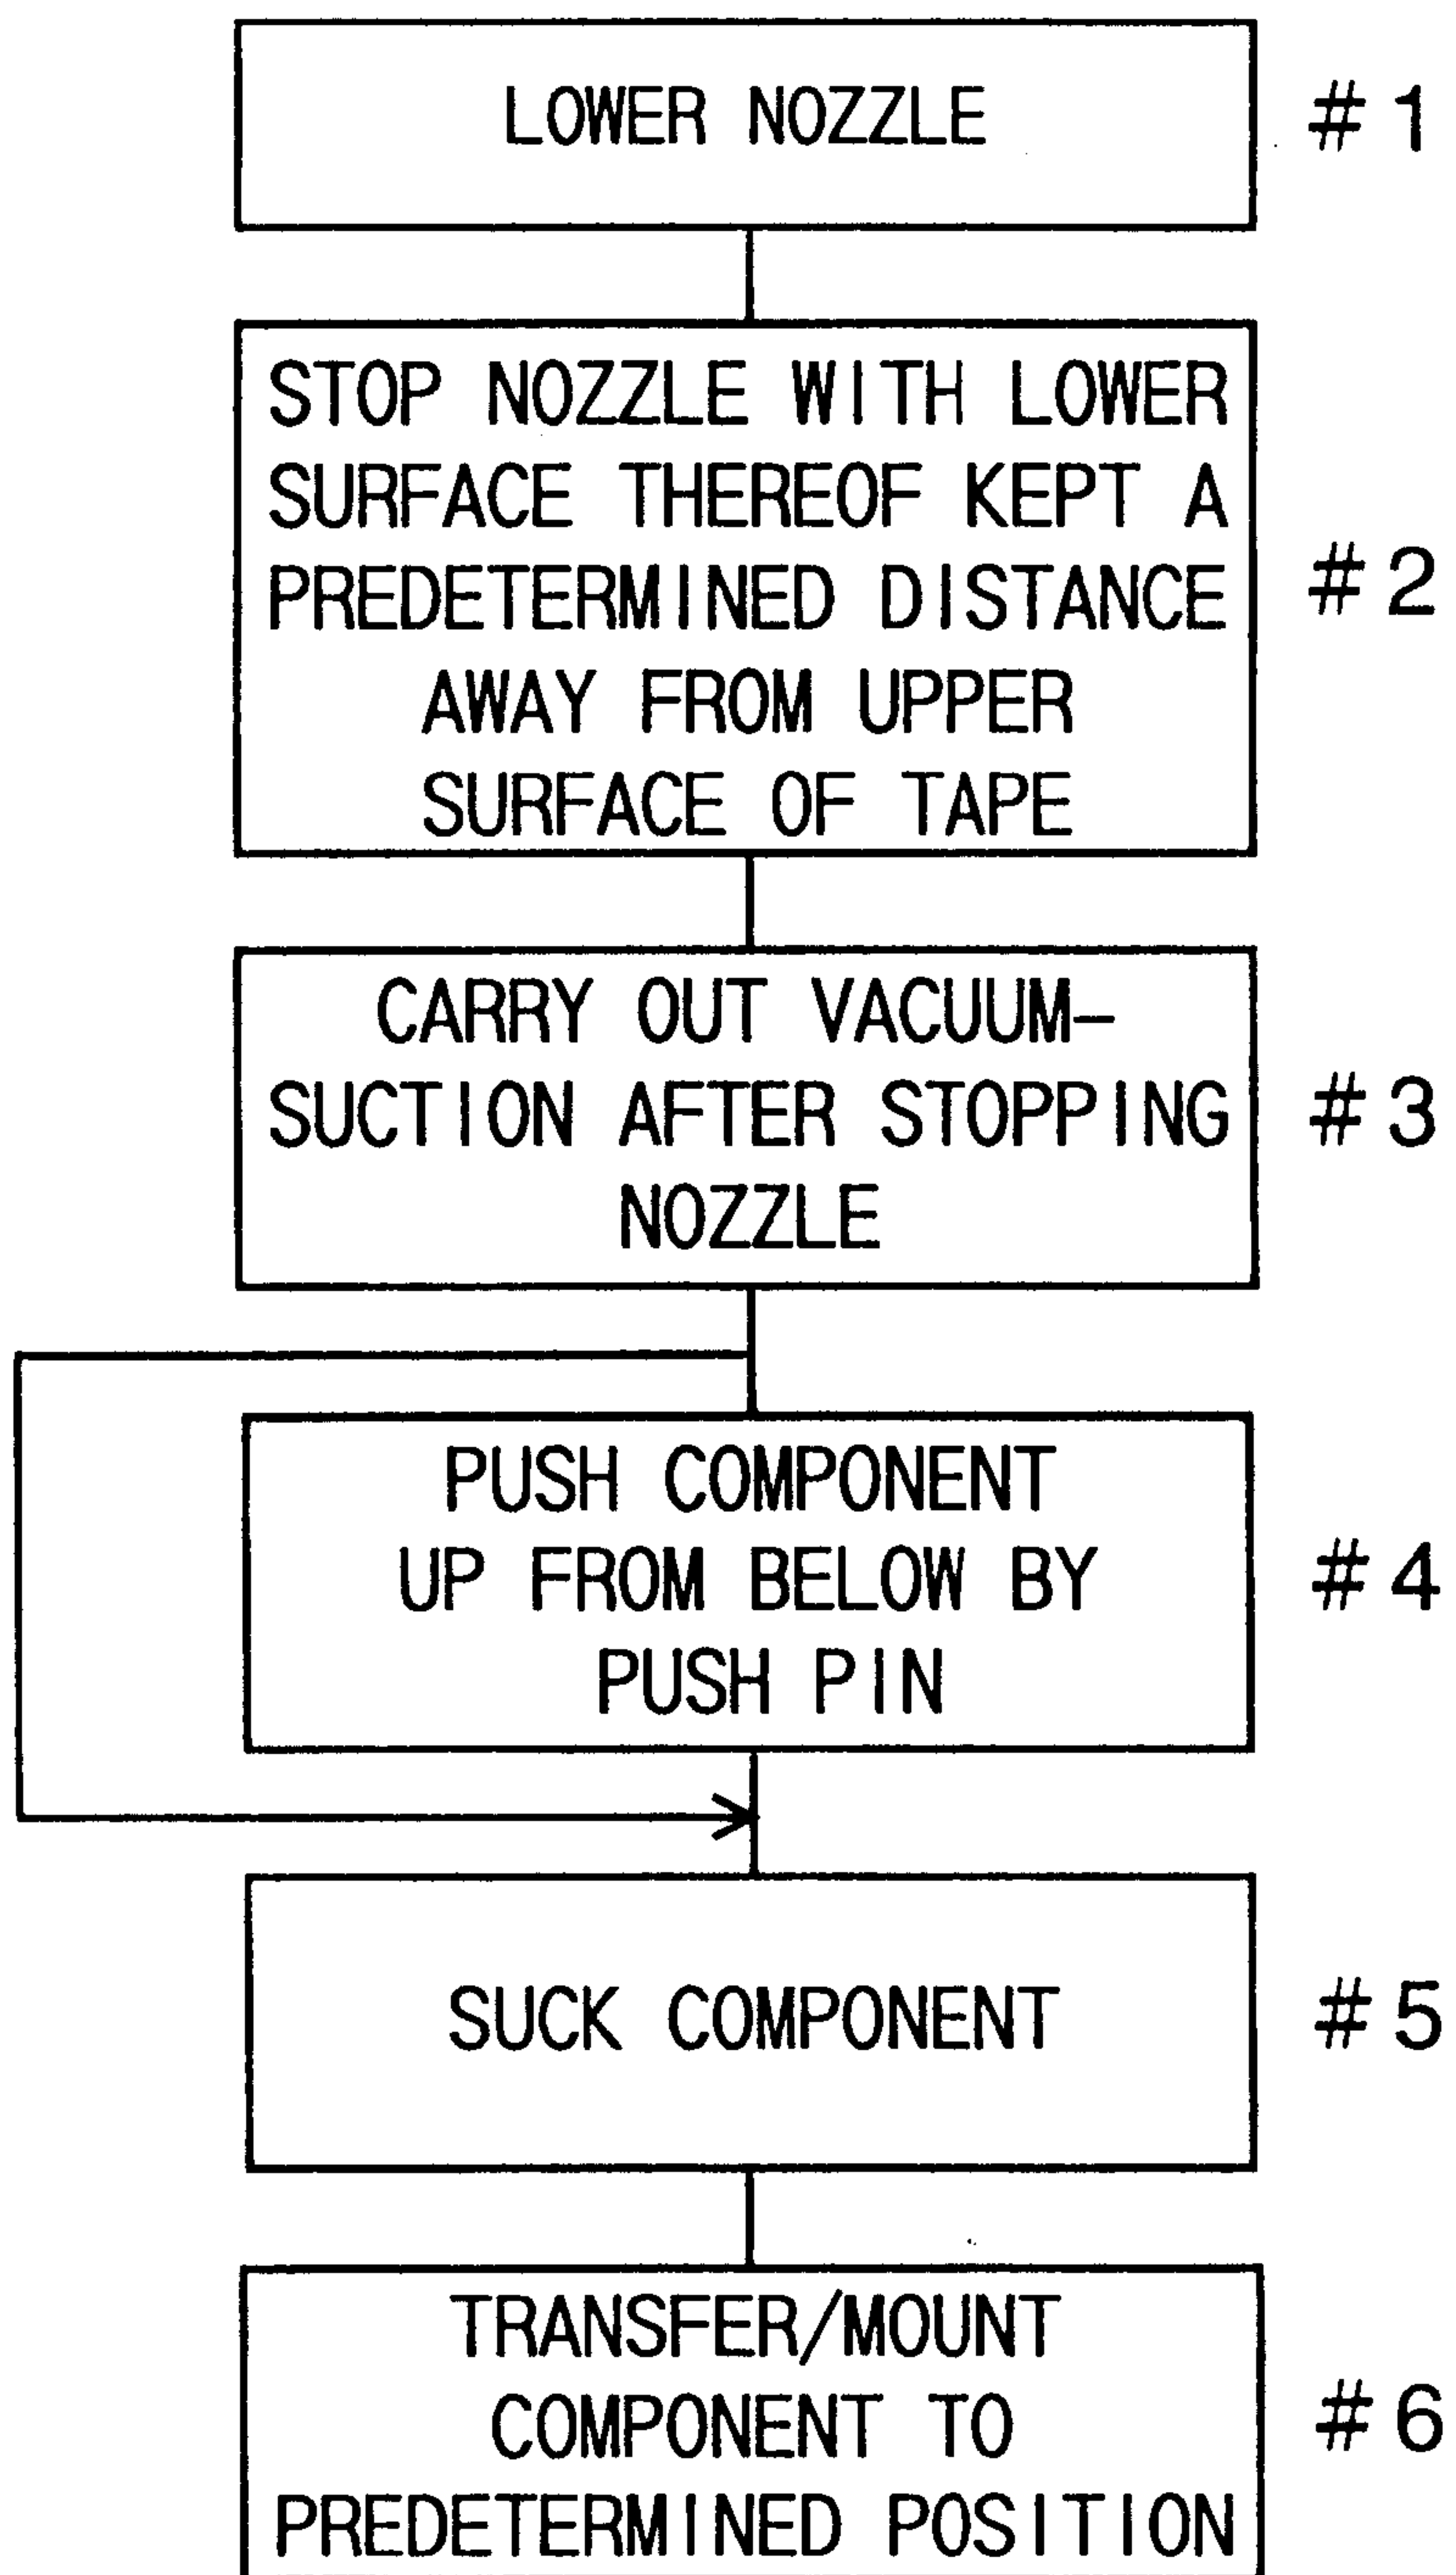 LOWER NOZZLE
#1
STOP NOZZLE WITH LOWER
SURFACE THEREOF KEPT A
PREDETERMINED DISTANCE
AWAY FROM UPPER
SURFACE OF TAPE
#2
CARRY OUT VACUUM-
SUCTION AFTER STOPPING
NOZZLE
#3
PUSH COMPONENT
UP FROM BELOW BY
PUSH PIN
#4
SUCK COMPONENT
#5
TRANSFER/MOUNT
COMPONENT TO
PREDETERMINED POSITION
#6